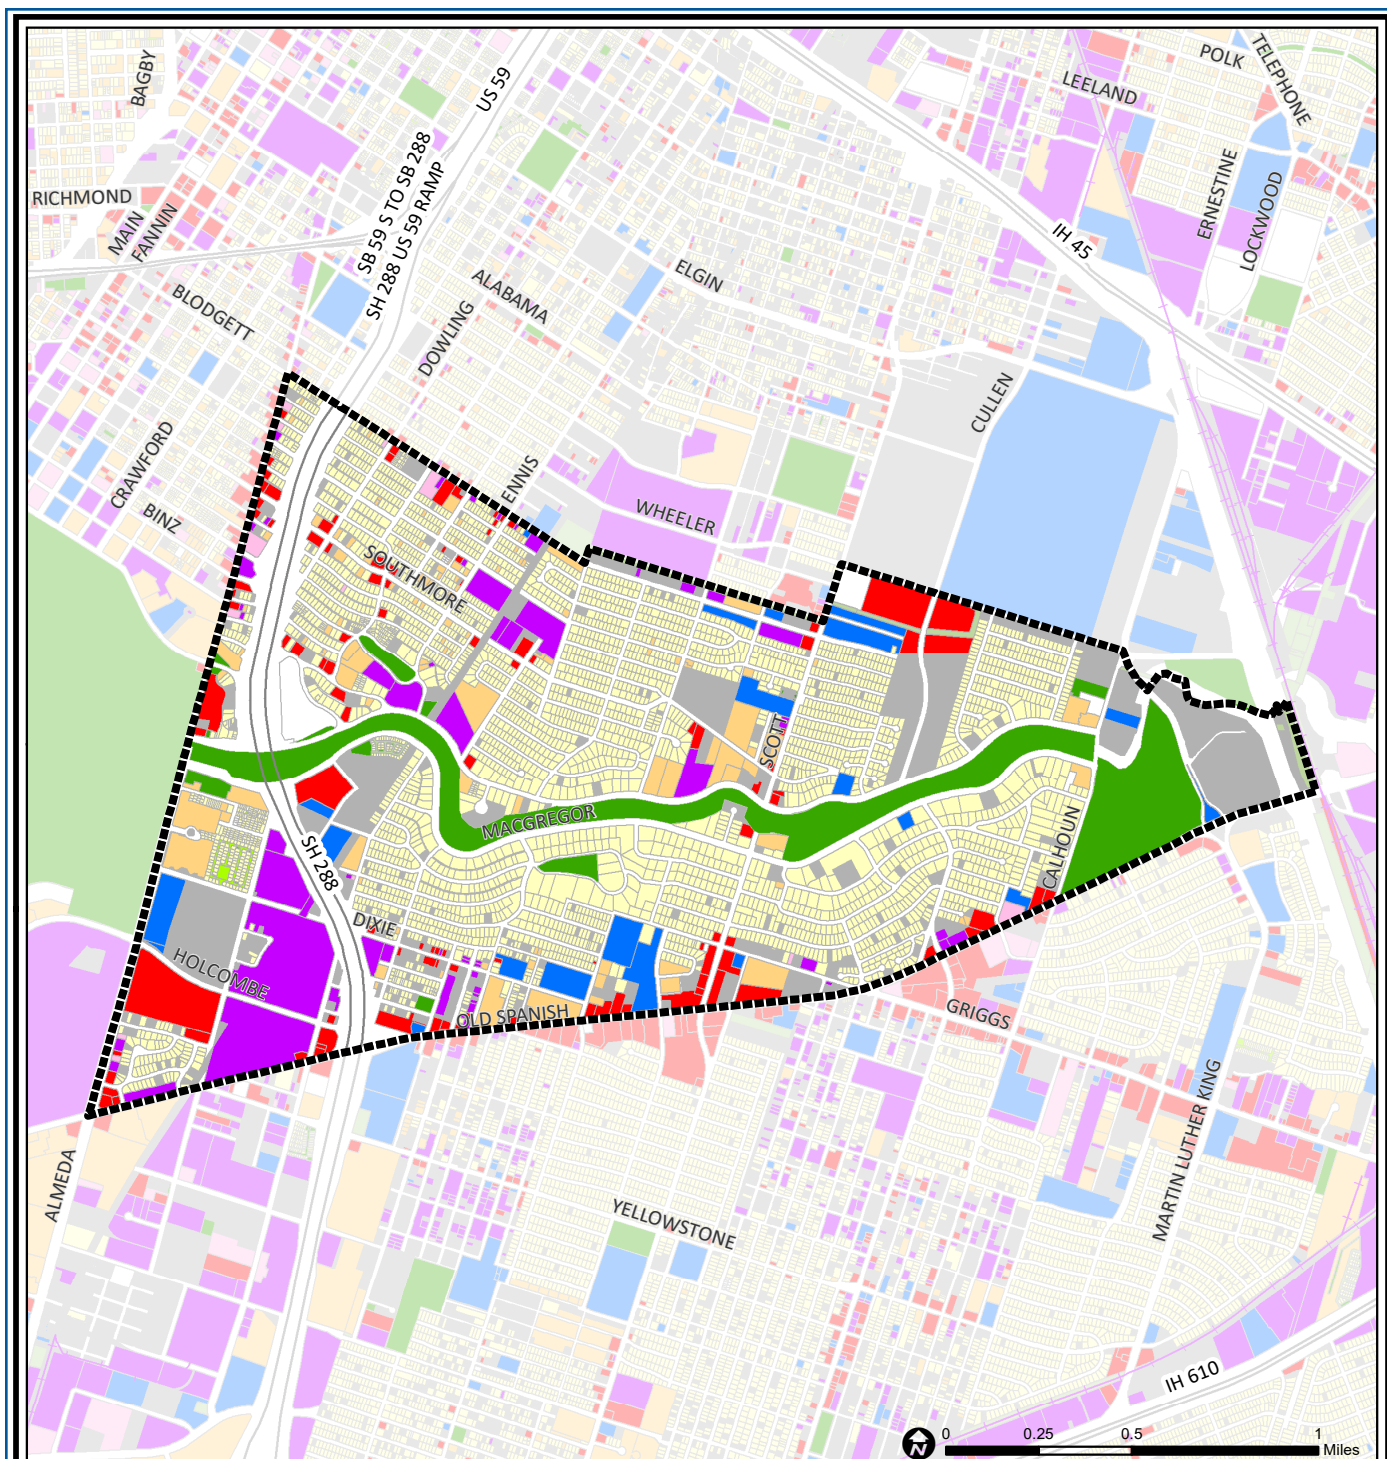 BAGBY
US 59
POLK
TELEPHONE
LEELAND
RICHMOND
MAIN
FANNIN
SB 59 S TO SB 288
SH 288 US 59 RAMP
ERNESTINE
LOCKWOOD
IH 45
BLODGETT
ALABAMA
ELGIN
DOWLING
CULLEN
CRAWFORD
BINZ
ENNIS
WHEELER
SOUTHMORE
SCOTT
MACGREGOR
SH 288
CALHOUN
DIXIE
HOLCOMBE
OLD SPANISH
GRIGGS
MARTIN LUTHER KING
ALMEDA
YELLOWSTONE
IH 610
N
0 0.25 0.5 1
Miles